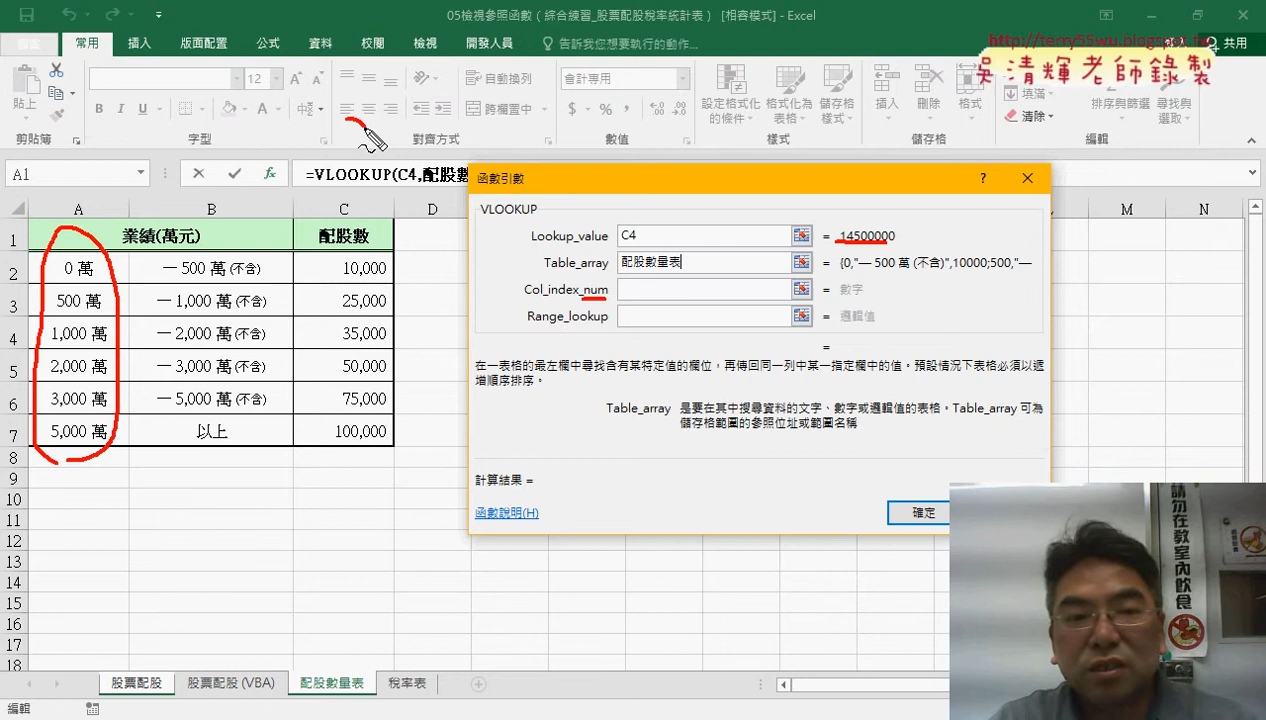 05檢視參照函數（綜合練習_股票配股稅率統計表） [相容模式] - Excel
http://terry55wu.blogspot.tw
吳清輝老師錄製
常用 插入 版面配置 公式 資料 校閱 檢視 開發人員 告訴我您想要執行的動作... 共用
貼上 12 自動換列 會計專用 設定格式化的條件 格式化為表格 儲存格樣式 插入 刪除 格式 填滿 排序與篩選 尋找與選取
跨欄置中 清除
剪貼簿 字型 對齊方式 數值 樣式 儲存格 編輯
A1 =VLOOKUP(C4,配股數
A B C D M N
1 業績(萬元) 配股數
2 0 萬 — 500 萬 (不含) 10,000
3 500 萬 — 1,000 萬 (不含) 25,000
4 1,000 萬 — 2,000 萬 (不含) 35,000
5 2,000 萬 — 3,000 萬 (不含) 50,000
6 3,000 萬 — 5,000 萬 (不含) 75,000
7 5,000 萬 以上 100,000
8
9
10
11
12
13
14
15
16
17
18
函數引數
VLOOKUP
Lookup_value C4 = 14500000
Table_array 配股數量表 = {0,"— 500 萬 (不含)",10000;500,"—
Col_index_num = 數字
Range_lookup = 邏輯值
=
在一表格的最左欄中尋找含有某特定值的欄位，再傳回同一列中某一指定欄中的值。預設情況下表格必須以遞
增順序排序。
Table_array 是要在其中搜尋資料的文字、數字或邏輯值的表格。Table_array 可為
儲存格範圍的參照位址或範圍名稱
計算結果 =
函數說明(H) 確定
請勿在教室內飲食
股票配股 股票配股 (VBA) 配股數量表 稅率表
編輯